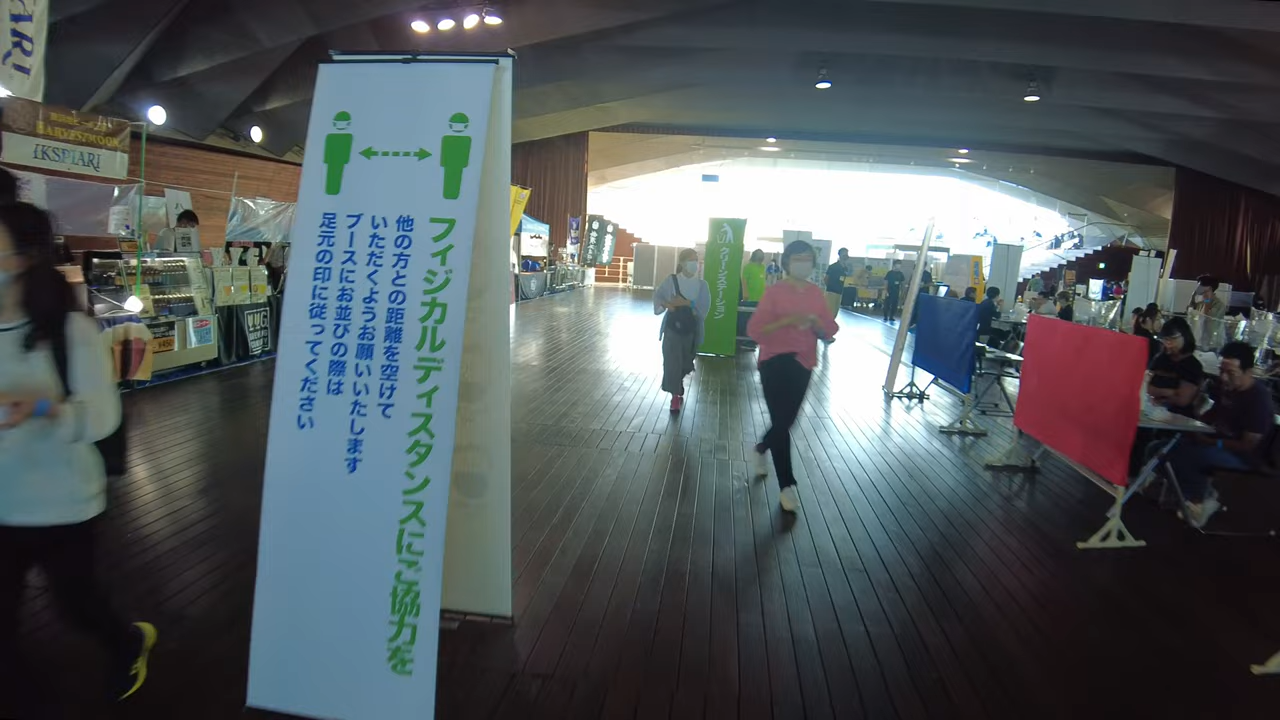 フィジカルディスタンスにご協力を
他の方との距離を空けて
いただくようお願いいたします
ブースにお並びの際は
足元の印に従ってください
クリーンステーション
IKSPIARI